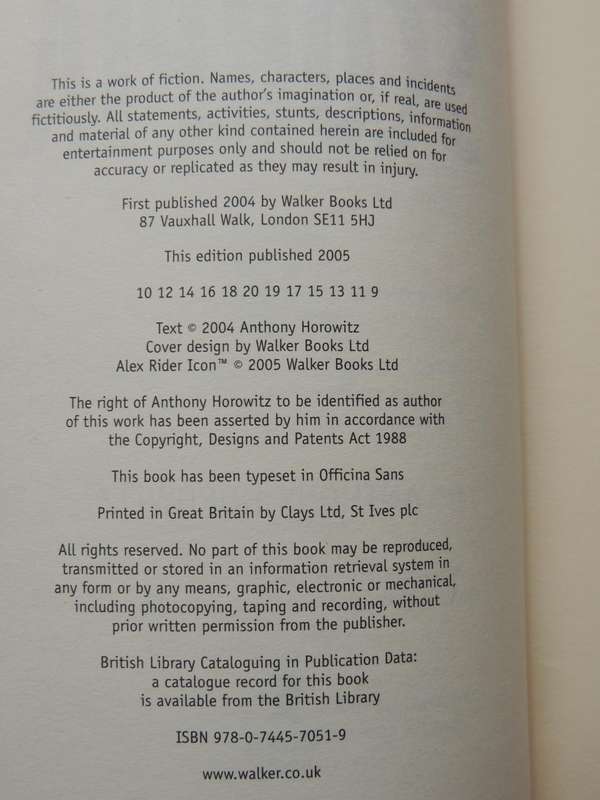 This is a work of fiction. Names, characters, places and incidents
are either the product of the author's imagination or, if real, are used
fictitiously. All statements, activities, stunts, descriptions, information
and material of any other kind contained herein are included for
entertainment purposes only and should not be relied on for
accuracy or replicated as they may result in injury.
First published 2004 by Walker Books Ltd
87 Vauxhall Walk, London SE11 5HJ
This edition published 2005
10 12 14 16 18 20 19 17 15 13 11 9
Text © 2004 Anthony Horowitz
Cover design by Walker Books Ltd
Alex Rider Icon™ © 2005 Walker Books Ltd
The right of Anthony Horowitz to be identified as author
of this work has been asserted by him in accordance with
the Copyright, Designs and Patents Act 1988
This book has been typeset in Officina Sans
Printed in Great Britain by Clays Ltd, St Ives plc
All rights reserved. No part of this book may be reproduced,
transmitted or stored in an information retrieval system in
any form or by any means, graphic, electronic or mechanical,
including photocopying, taping and recording, without
prior written permission from the publisher.
British Library Cataloguing in Publication Data:
a catalogue record for this book
is available from the British Library
ISBN 978-0-7445-7051-9
www.walker.co.uk